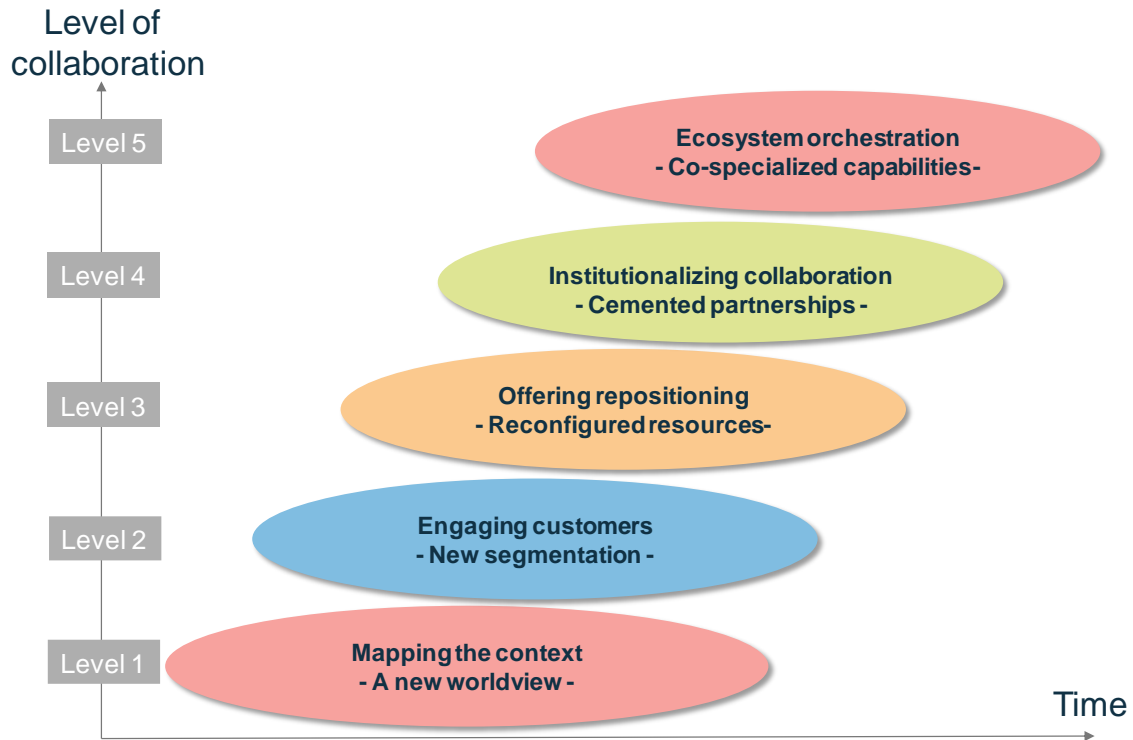 Level of
collaboration
Level 5
Ecosystem orchestration
- Co-specialized capabilities-
Level 4
Institutionalizing collaboration
- Cemented partnerships -
Level 3
Offering repositioning
- Reconfigured resources-
Level 2
Engaging customers
- New segmentation -
Level 1
Mapping the context
- A new worldview -
Time